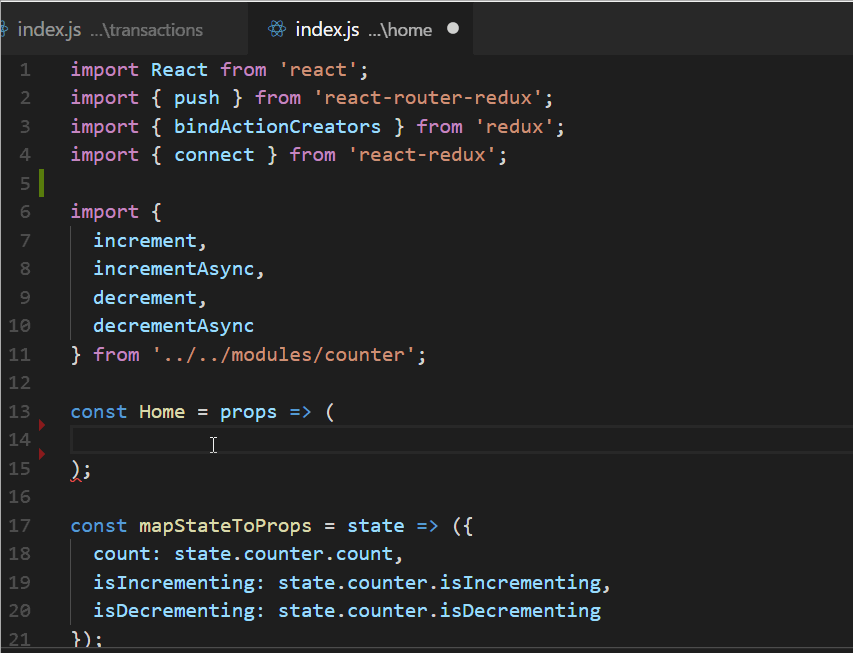 index.js ...\transactions index.js ...\home
1 import React from 'react';
2 import { push } from 'react-router-redux';
3 import { bindActionCreators } from 'redux';
4 import { connect } from 'react-redux';
5
6 import {
7 increment,
8 incrementAsync,
9 decrement,
10 decrementAsync
11 } from '../../modules/counter';
12
13 const Home = props => (
14
15 );
16
17 const mapStateToProps = state => ({
18 count: state.counter.count,
19 isIncrementing: state.counter.isIncrementing,
20 isDecrementing: state.counter.isDecrementing
21 });